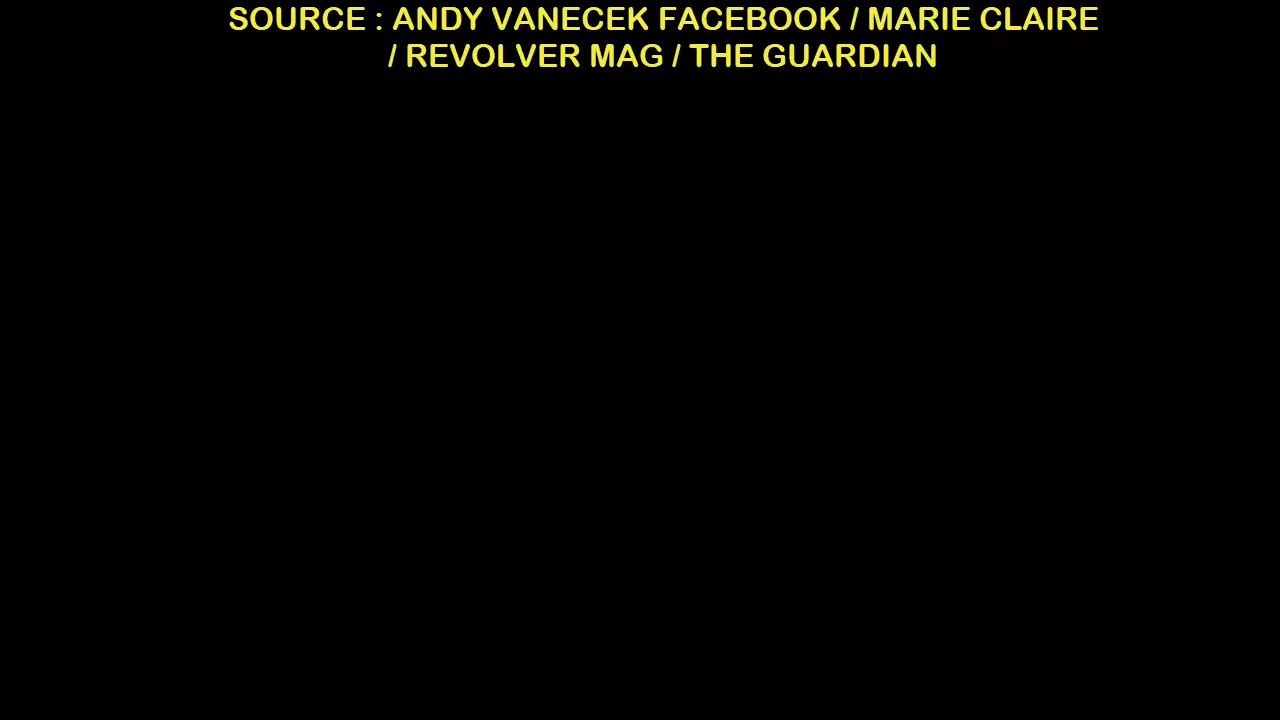 SOURCE : ANDY VANECEK FACEBOOK / MARIE CLAIRE
/ REVOLVER MAG / THE GUARDIAN